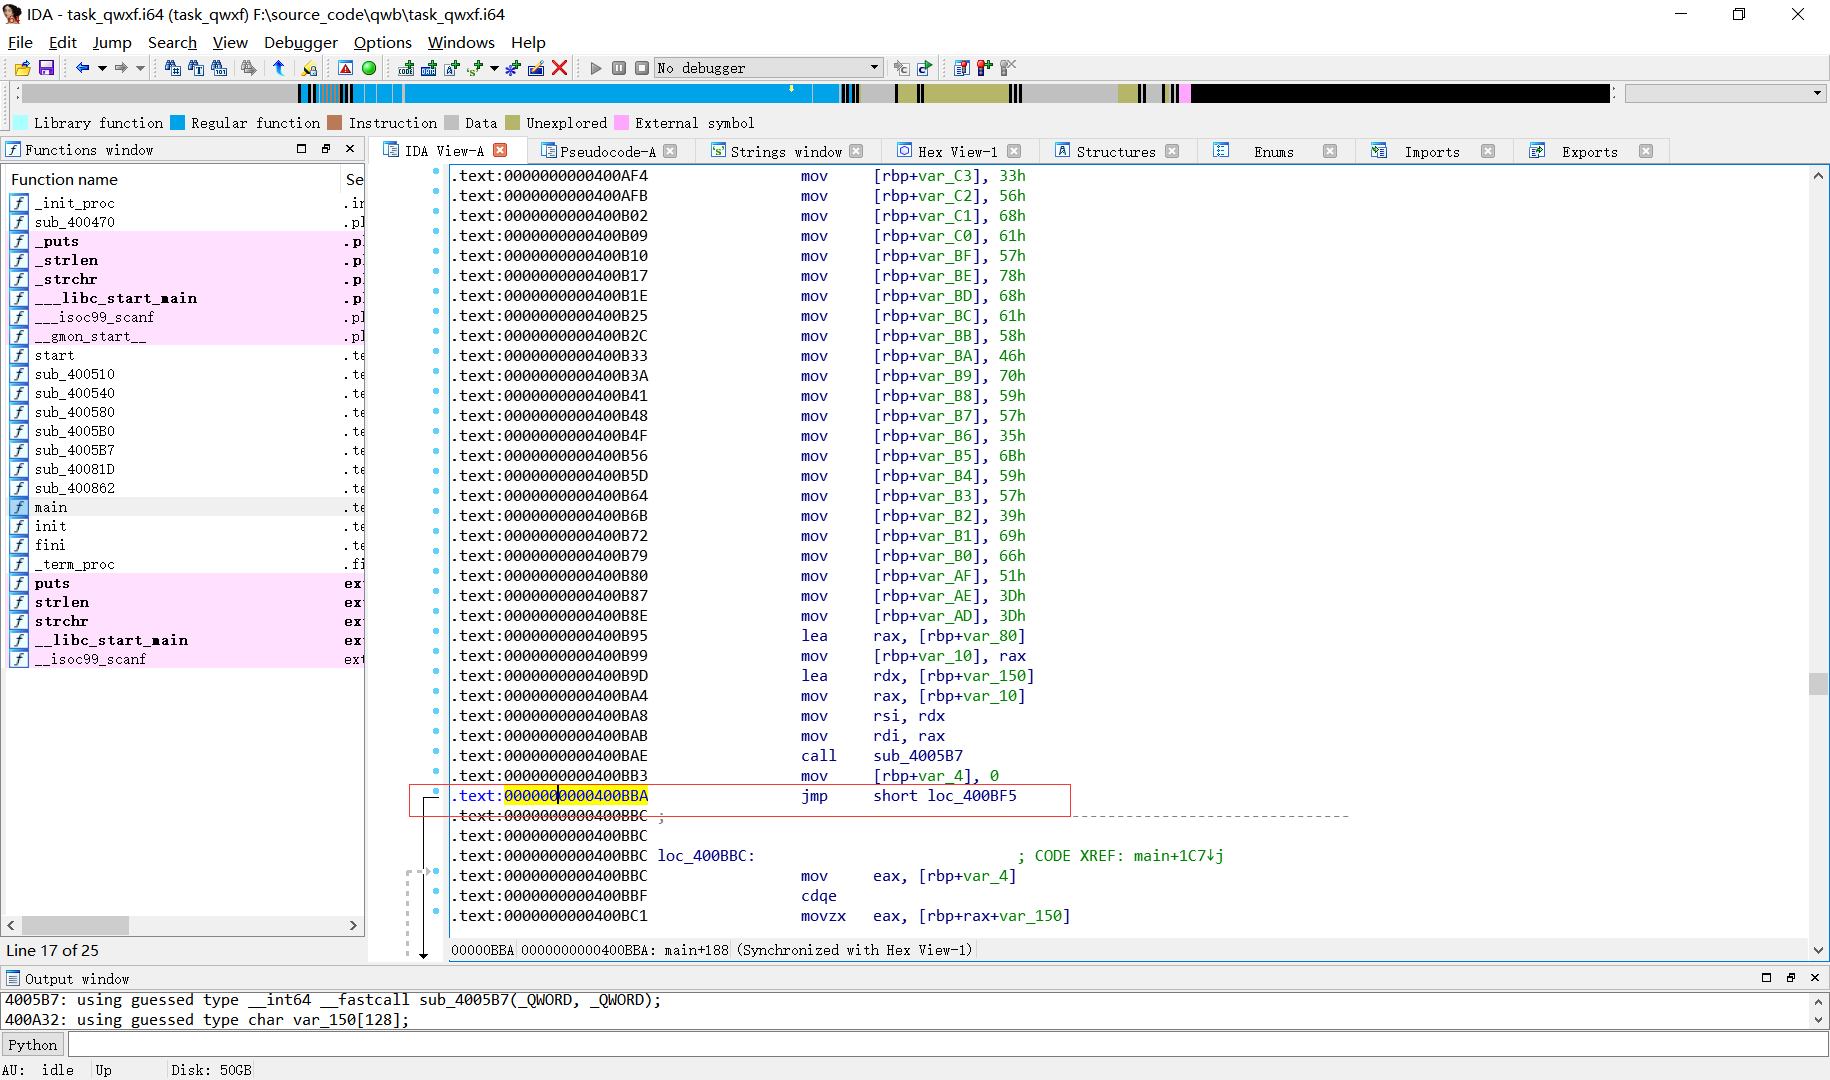 IDA - task_qwxf.i64 (task_qwxf) F:\source_code\qwb\task_qwxf.i64
File Edit Jump Search View Debugger Options Windows Help
No debugger
Library function Regular function Instruction Data Unexplored External symbol
Functions window
IDA View-A Pseudocode-A Strings window Hex View-1 Structures Enums Imports Exports
Function name Se
_init_proc .in
sub_400470 .pl
_puts .pl
_strlen .pl
_strchr .pl
___libc_start_main .pl
___isoc99_scanf .pl
__gmon_start__ .pl
start .te
sub_400510 .te
sub_400540 .te
sub_400580 .te
sub_4005B0 .te
sub_4005B7 .te
sub_40081D .te
sub_400862 .te
main .te
init .te
fini .te
_term_proc .fi
puts ext
strlen ext
strchr ext
__libc_start_main ext
__isoc99_scanf ext
Line 17 of 25
.text:0000000000400AF4 mov [rbp+var_C3], 33h
.text:0000000000400AFB mov [rbp+var_C2], 56h
.text:0000000000400B02 mov [rbp+var_C1], 68h
.text:0000000000400B09 mov [rbp+var_C0], 61h
.text:0000000000400B10 mov [rbp+var_BF], 57h
.text:0000000000400B17 mov [rbp+var_BE], 78h
.text:0000000000400B1E mov [rbp+var_BD], 68h
.text:0000000000400B25 mov [rbp+var_BC], 61h
.text:0000000000400B2C mov [rbp+var_BB], 58h
.text:0000000000400B33 mov [rbp+var_BA], 46h
.text:0000000000400B3A mov [rbp+var_B9], 70h
.text:0000000000400B41 mov [rbp+var_B8], 59h
.text:0000000000400B48 mov [rbp+var_B7], 57h
.text:0000000000400B4F mov [rbp+var_B6], 35h
.text:0000000000400B56 mov [rbp+var_B5], 6Bh
.text:0000000000400B5D mov [rbp+var_B4], 59h
.text:0000000000400B64 mov [rbp+var_B3], 57h
.text:0000000000400B6B mov [rbp+var_B2], 39h
.text:0000000000400B72 mov [rbp+var_B1], 69h
.text:0000000000400B79 mov [rbp+var_B0], 66h
.text:0000000000400B80 mov [rbp+var_AF], 51h
.text:0000000000400B87 mov [rbp+var_AE], 3Dh
.text:0000000000400B8E mov [rbp+var_AD], 3Dh
.text:0000000000400B95 lea rax, [rbp+var_80]
.text:0000000000400B99 mov [rbp+var_10], rax
.text:0000000000400B9D lea rdx, [rbp+var_150]
.text:0000000000400BA4 mov rax, [rbp+var_10]
.text:0000000000400BA8 mov rsi, rdx
.text:0000000000400BAB mov rdi, rax
.text:0000000000400BAE call sub_4005B7
.text:0000000000400BB3 mov [rbp+var_4], 0
.text:0000000000400BBA jmp short loc_400BF5
.text:0000000000400BBC ; -------------------------------
.text:0000000000400BBC
.text:0000000000400BBC loc_400BBC: ; CODE XREF: main+1C7↓j
.text:0000000000400BBC mov eax, [rbp+var_4]
.text:0000000000400BBF cdqe
.text:0000000000400BC1 movzx eax, [rbp+rax+var_150]
00000BBA 0000000000400BBA: main+188 (Synchronized with Hex View-1)
Output window
4005B7: using guessed type __int64 __fastcall sub_4005B7(_QWORD, _QWORD);
400A32: using guessed type char var_150[128];
Python
AU: idle Up Disk: 50GB